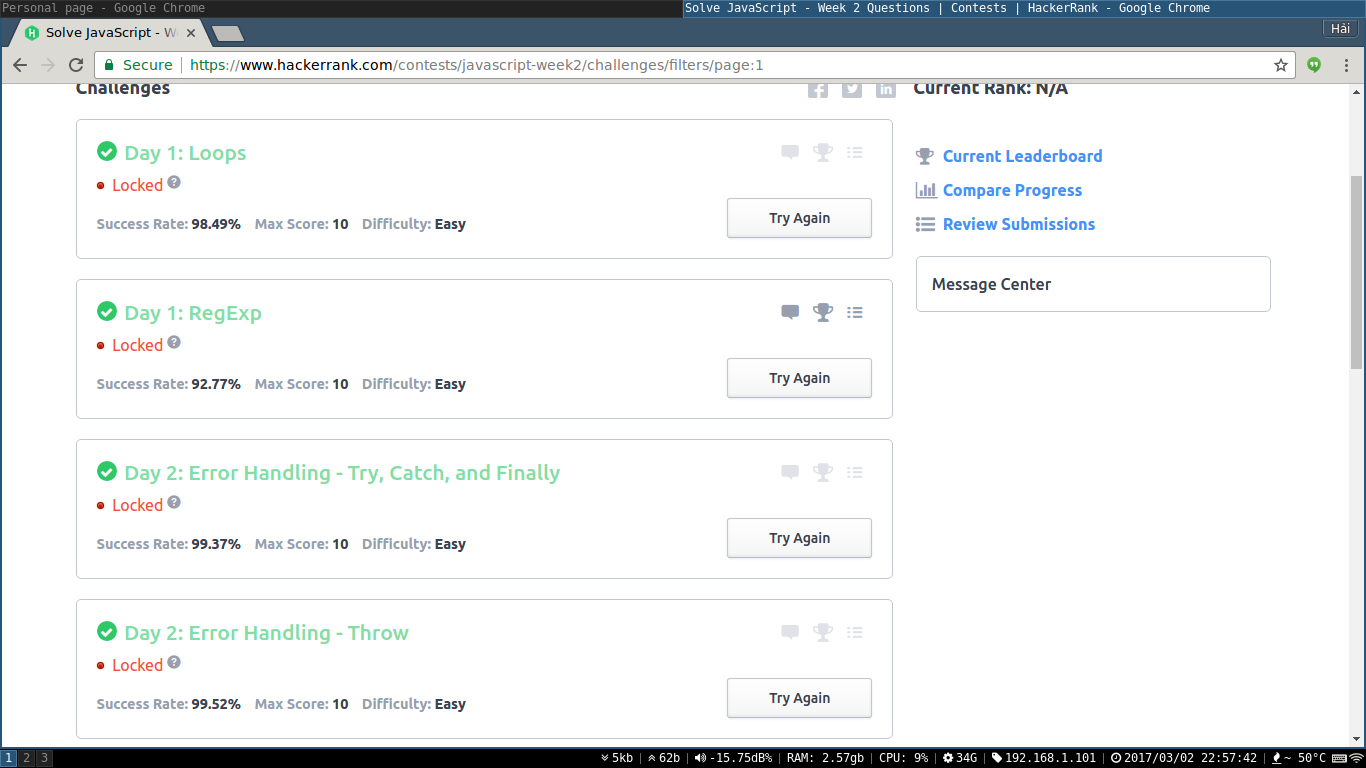 Personal page - Google Chrome
Solve JavaScript - Week 2 Questions | Contests | HackerRank - Google Chrome
Solve JavaScript - W
Hải
Secure
https://www.hackerrank.com/contests/javascript-week2/challenges/filters/page:1
Challenges
Current Rank: N/A
Day 1: Loops
Locked ?
Success Rate: 98.49% Max Score: 10 Difficulty: Easy
Try Again
Current Leaderboard
Compare Progress
Review Submissions
Message Center
Day 1: RegExp
Locked ?
Success Rate: 92.77% Max Score: 10 Difficulty: Easy
Try Again
Day 2: Error Handling - Try, Catch, and Finally
Locked ?
Success Rate: 99.37% Max Score: 10 Difficulty: Easy
Try Again
Day 2: Error Handling - Throw
Locked ?
Success Rate: 99.52% Max Score: 10 Difficulty: Easy
Try Again
1 2 3
5kb | 62b | -15.75dB% | RAM: 2.57gb | CPU: 9% | 34G | 192.168.1.101 | 2017/03/02 22:57:42 | ~ 50°C